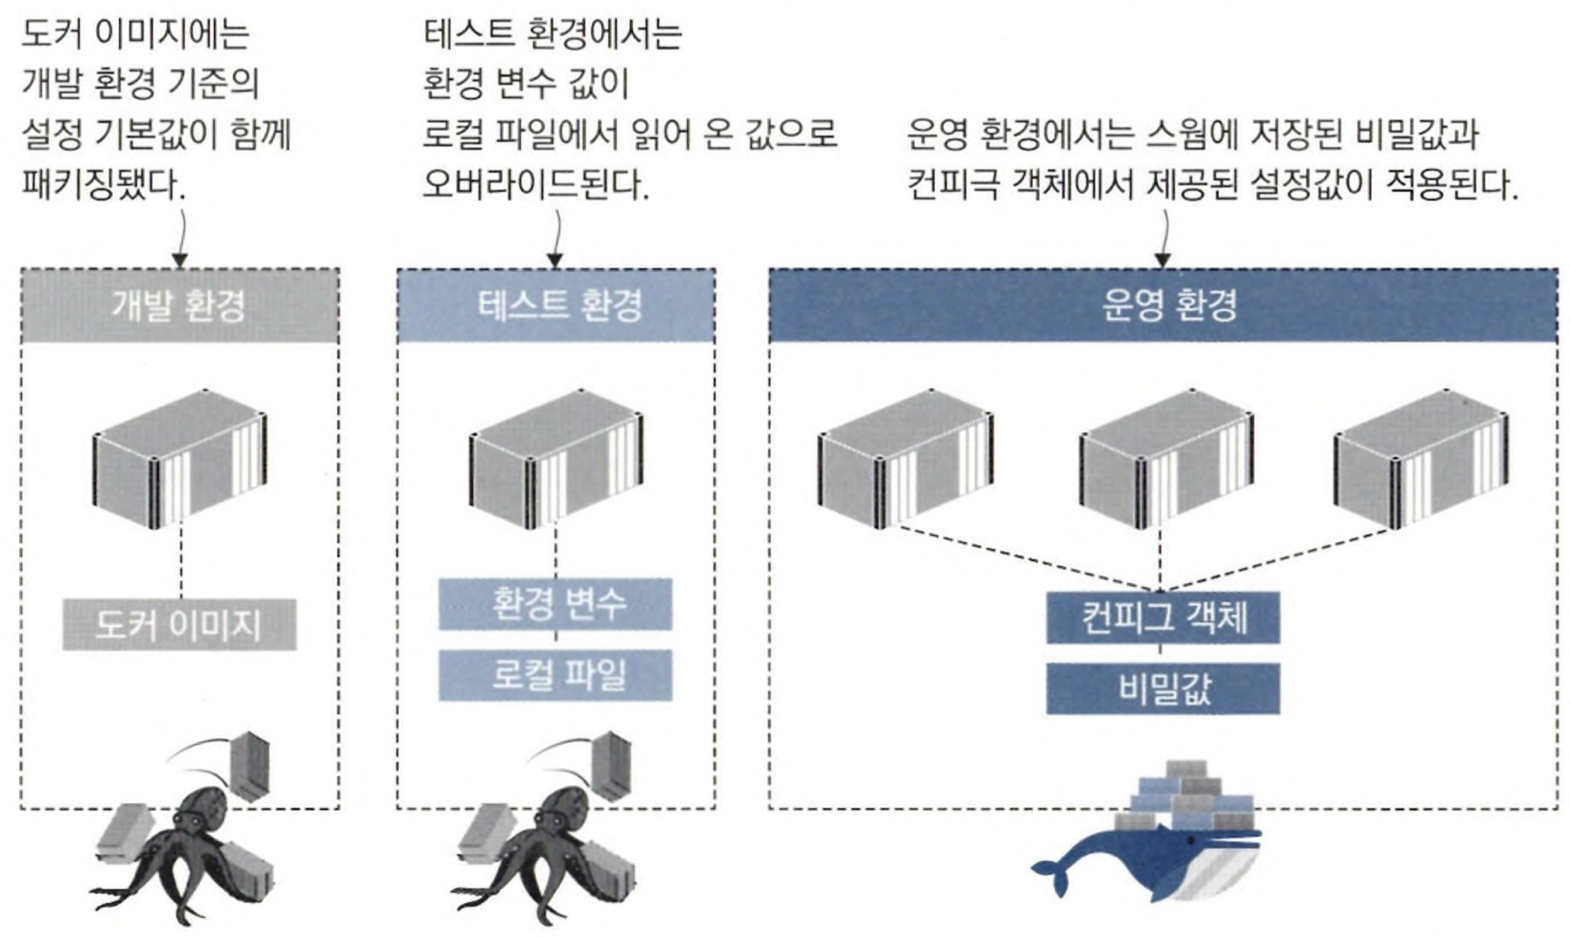 도커 이미지에는
개발 환경 기준의
설정 기본값이 함께
패키징됐다.
테스트 환경에서는
환경 변수 값이
로컬 파일에서 읽어 온 값으로
오버라이드된다.
운영 환경에서는 스웜에 저장된 비밀값과
컨피극 객체에서 제공된 설정값이 적용된다.
개발 환경
도커 이미지
테스트 환경
환경 변수
로컬 파일
운영 환경
컨피그 객체
비밀값